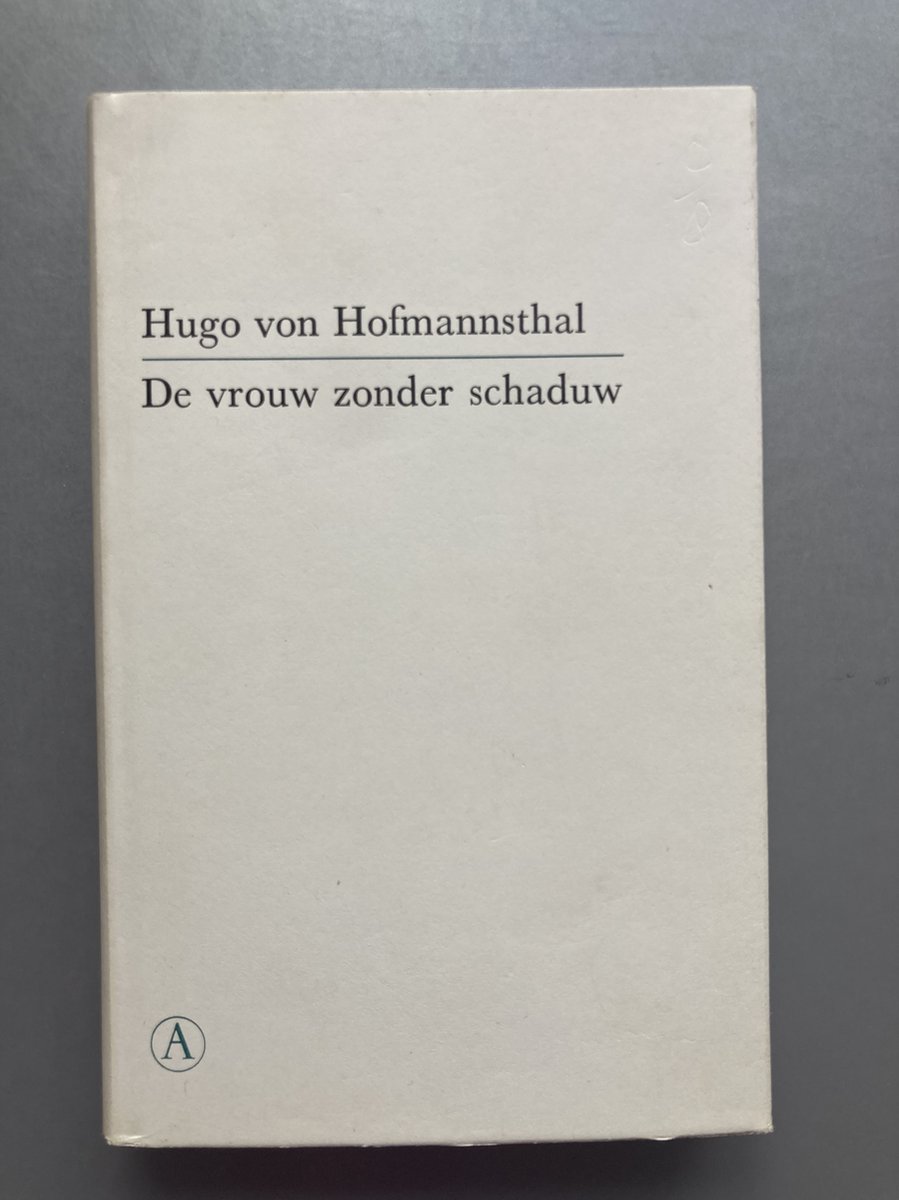 Hugo von Hofmannsthal
De vrouw zonder schaduw
A